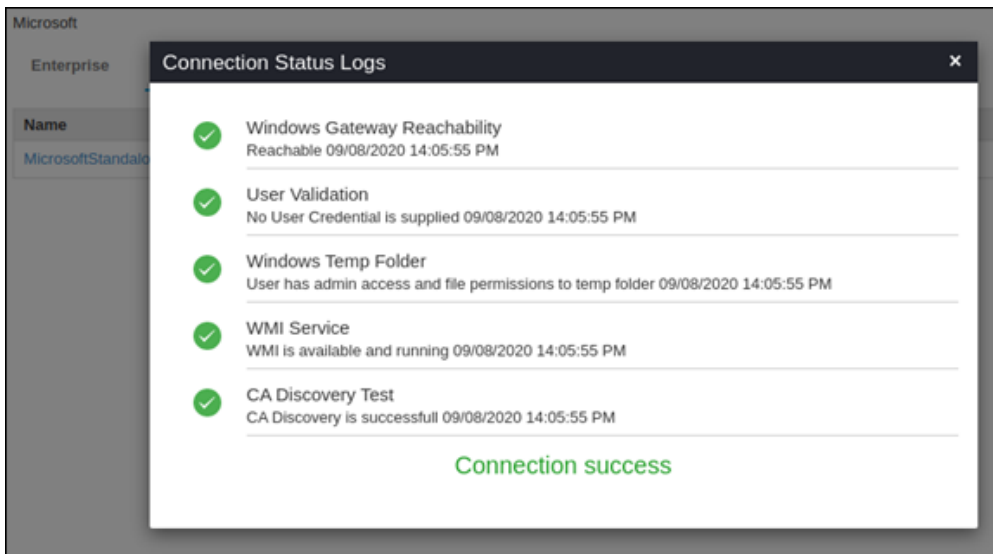 Microsoft
Enterprise
Connection Status Logs
×
Name
MicrosoftStandalo
Windows Gateway Reachability
Reachable 09/08/2020 14:05:55 PM
User Validation
No User Credential is supplied 09/08/2020 14:05:55 PM
Windows Temp Folder
User has admin access and file permissions to temp folder 09/08/2020 14:05:55 PM
WMI Service
WMI is available and running 09/08/2020 14:05:55 PM
CA Discovery Test
CA Discovery is successfull 09/08/2020 14:05:55 PM
Connection success